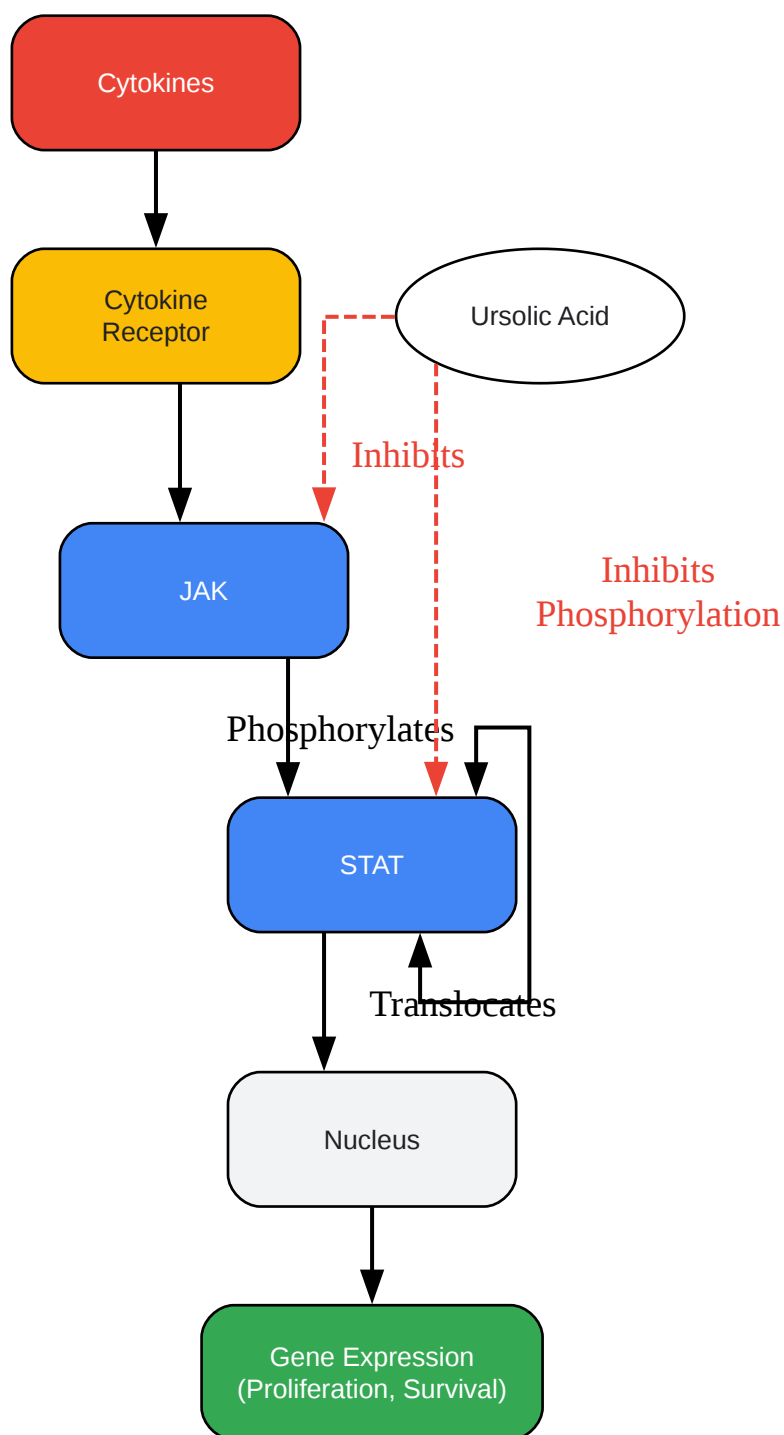 Cytokines
Cytokine
Receptor
Ursolic Acid
Inhibits
Inhibits
Phosphorylation
JAK
Phosphorylates
STAT
Translocates
Nucleus
Gene Expression
(Proliferation, Survival)